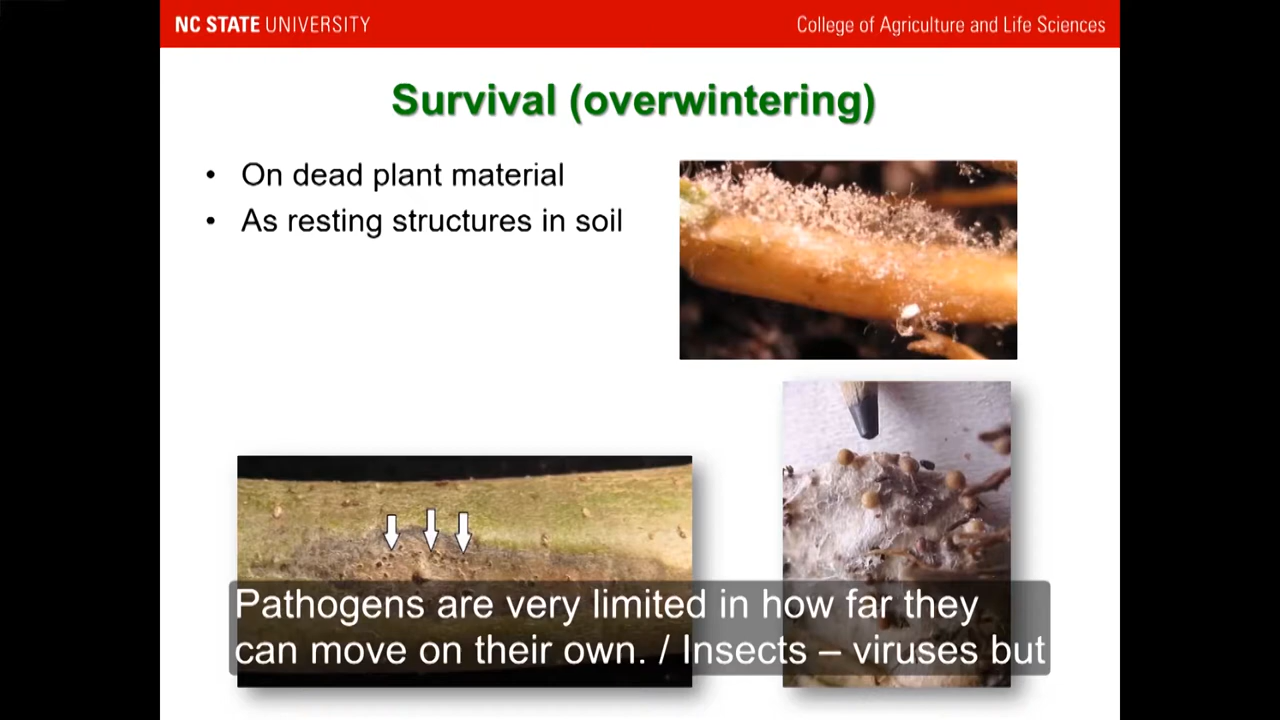 NC STATE UNIVERSITY
College of Agriculture and Life Sciences
Survival (overwintering)
• On dead plant material
• As resting structures in soil
Pathogens are very limited in how far they
can move on their own. / Insects – viruses but